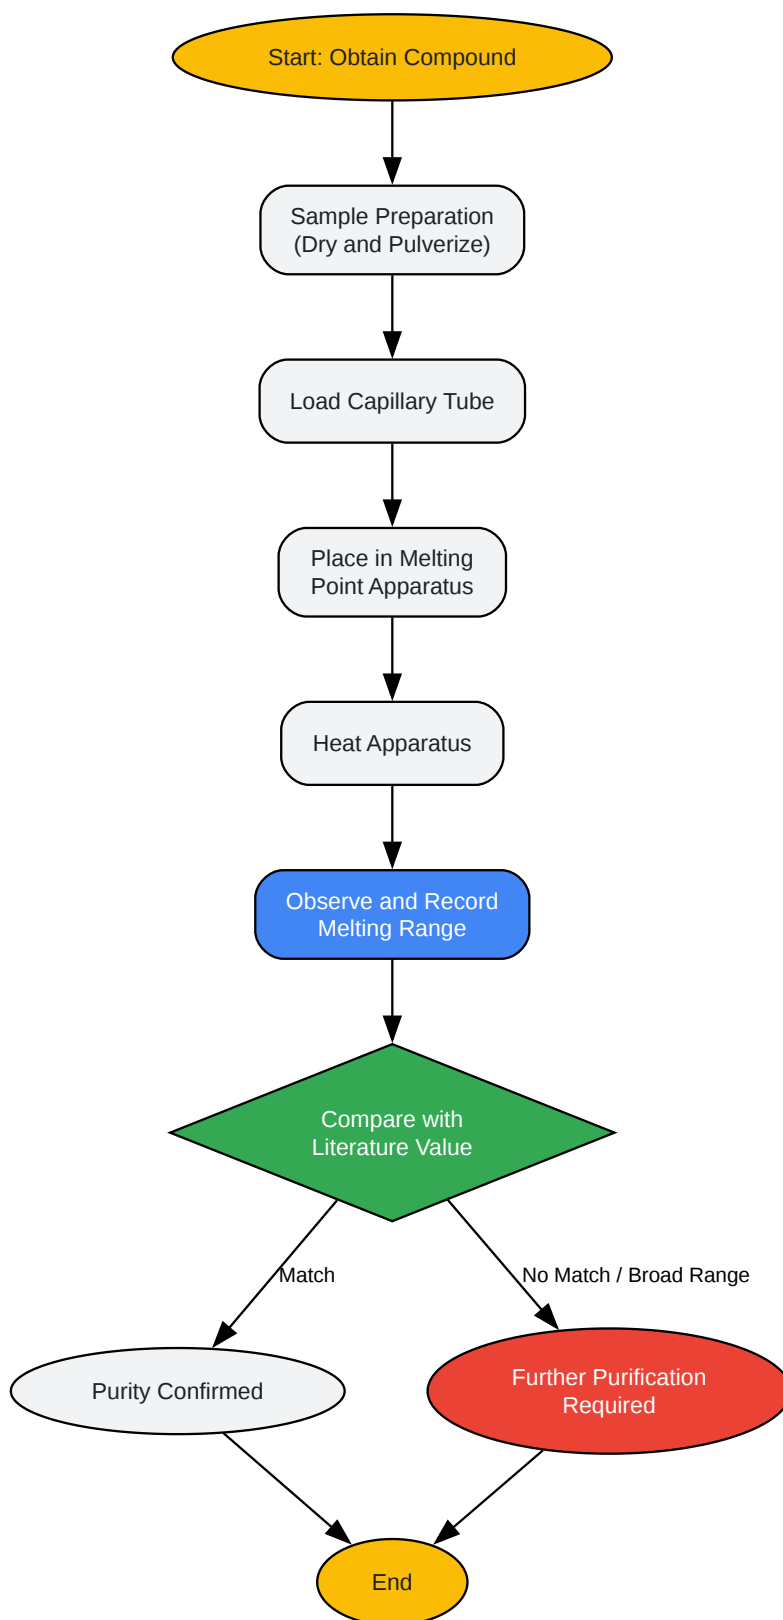 Start: Obtain Compound
Sample Preparation
(Dry and Pulverize)
Load Capillary Tube
Place in Melting
Point Apparatus
Heat Apparatus
Observe and Record
Melting Range
Compare with
Literature Value
Match
No Match / Broad Range
Purity Confirmed
Further Purification
Required
End